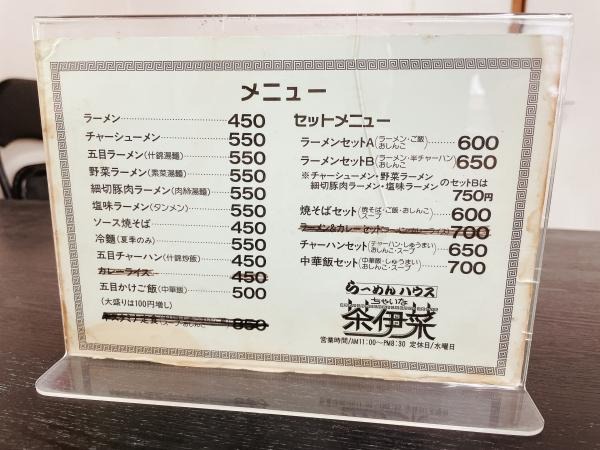 メニュー
ラーメン 450
チャーシューメン 550
五目ラーメン(什錦湯麺) 550
野菜ラーメン(素菜湯麺) 550
細切豚肉ラーメン(肉絲湯麺) 550
塩味ラーメン(タンメン) 550
ソース焼そば 450
冷麺(夏季のみ) 550
五目チャーハン(什錦炒飯) 450
カレーライス 450
五目かけご飯(中華飯) 500
(大盛りは100円増し)
定食(スープ・おしんこ) 850
セットメニュー
ラーメンセットA(ラーメン・ご飯 おしんこ) 600
ラーメンセットB(ラーメン・半チャーハン おしんこ) 650
※チャーシューメン・野菜ラーメン
細切豚肉ラーメン・塩味ラーメン のセットBは
750円
焼そばセット(焼そば・ご飯・おしんこ スープ) 600
ラーメン&カレーセット 700
チャーハンセット(チャーハン・しゅうまい おしんこ・スープ) 650
中華飯セット(中華飯・しゅうまい おしんこ・スープ) 700
らーめんハウス
ちゃいな
茶伊菜
営業時間/AM11:00〜PM8:30 定休日/水曜日